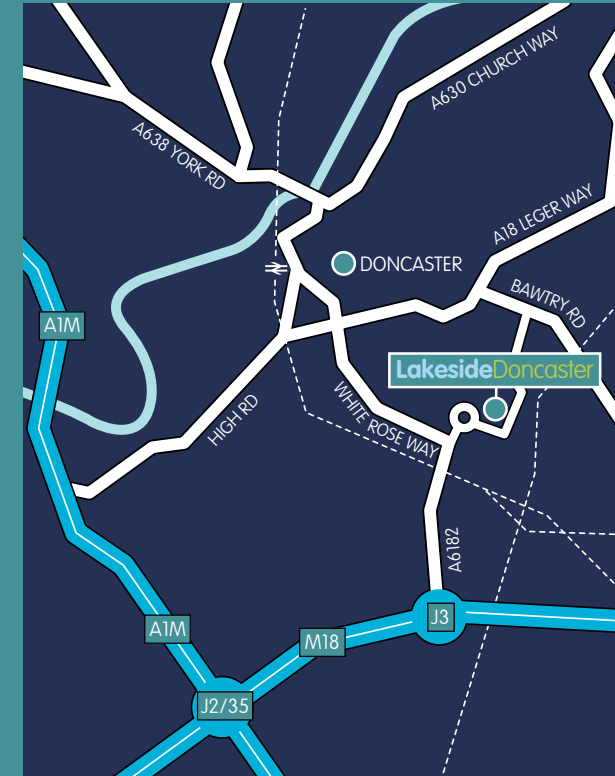 A630 CHURCH WAY
A638 YORK RD
A18 LEGER WAY
DONCASTER
BAWTRY RD
A1M
LakesideDoncaster
HIGH RD
WHITE ROSE WAY
A6182
J3
A1M
M18
J2/35